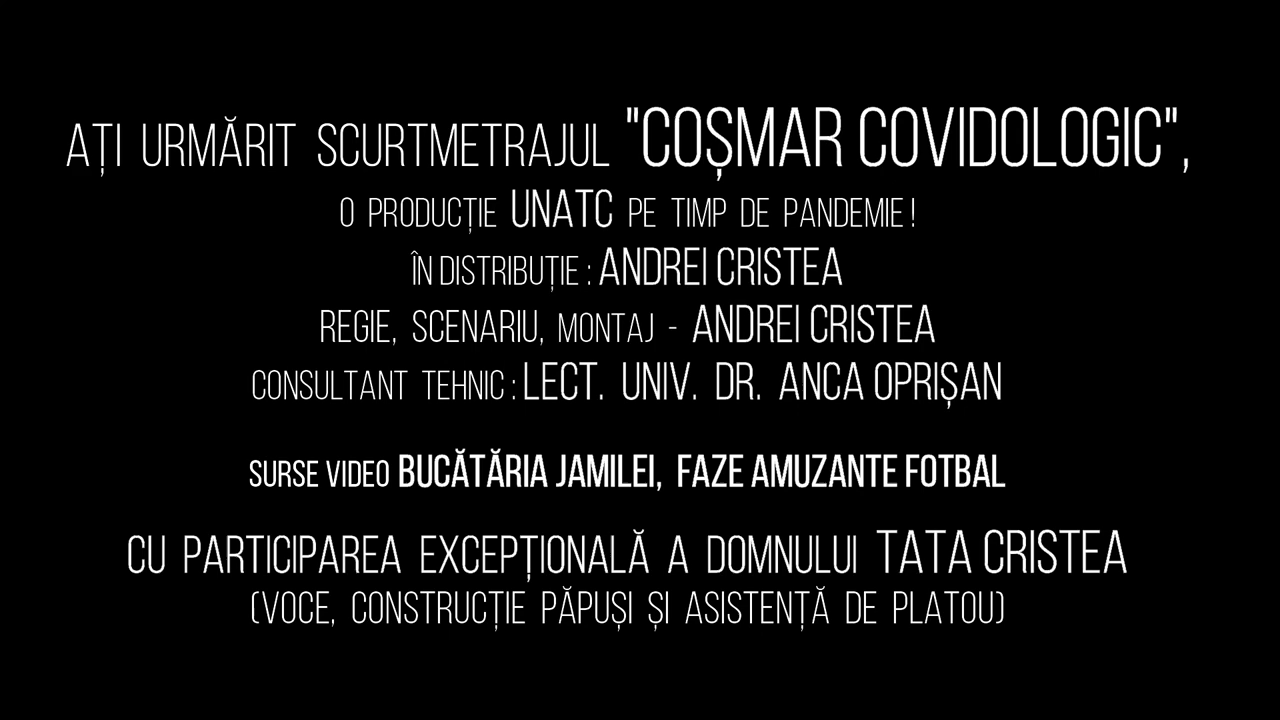 AȚI URMĂRIT SCURTMETRAJUL "COȘMAR COVIDOLOGIC",
O PRODUCȚIE UNATC PE TIMP DE PANDEMIE!
ÎN DISTRIBUȚIE: ANDREI CRISTEA
REGIE, SCENARIU, MONTAJ - ANDREI CRISTEA
CONSULTANT TEHNIC: LECT. UNIV. DR. ANCA OPRIȘAN
SURSE VIDEO BUCĂTĂRIA JAMILEI, FAZE AMUZANTE FOTBAL
CU PARTICIPAREA EXCEPȚIONALĂ A DOMNULUI TATA CRISTEA
(VOCE, CONSTRUCȚIE PĂPUȘI ȘI ASISTENȚĂ DE PLATOU)